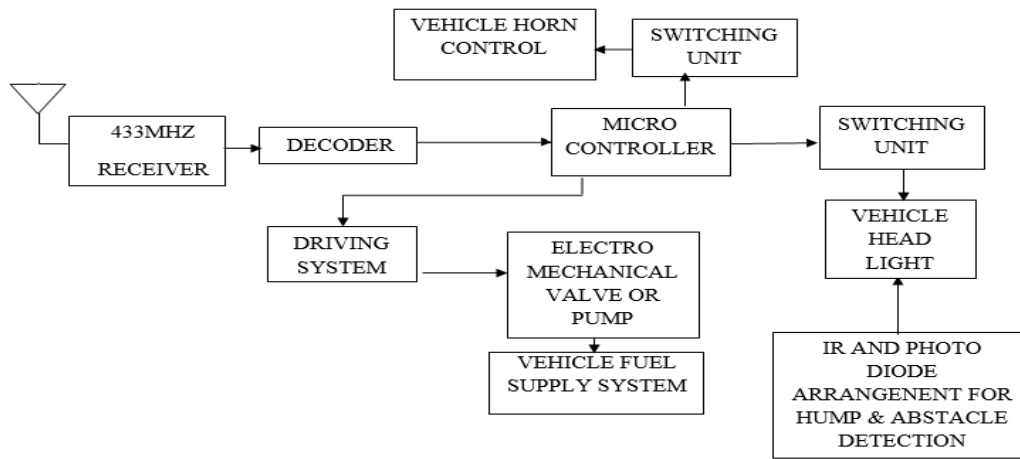 VEHICLE HORN
CONTROL
SWITCHING
UNIT
433MHZ
RECEIVER
DECODER
MICRO
CONTROLLER
SWITCHING
UNIT
DRIVING
SYSTEM
ELECTRO
MECHANICAL
VALVE OR
PUMP
VEHICLE
HEAD
LIGHT
VEHICLE FUEL
SUPPLY SYSTEM
IR AND PHOTO
DIODE
ARRANGENENT FOR
HUMP & ABSTACLE
DETECTION